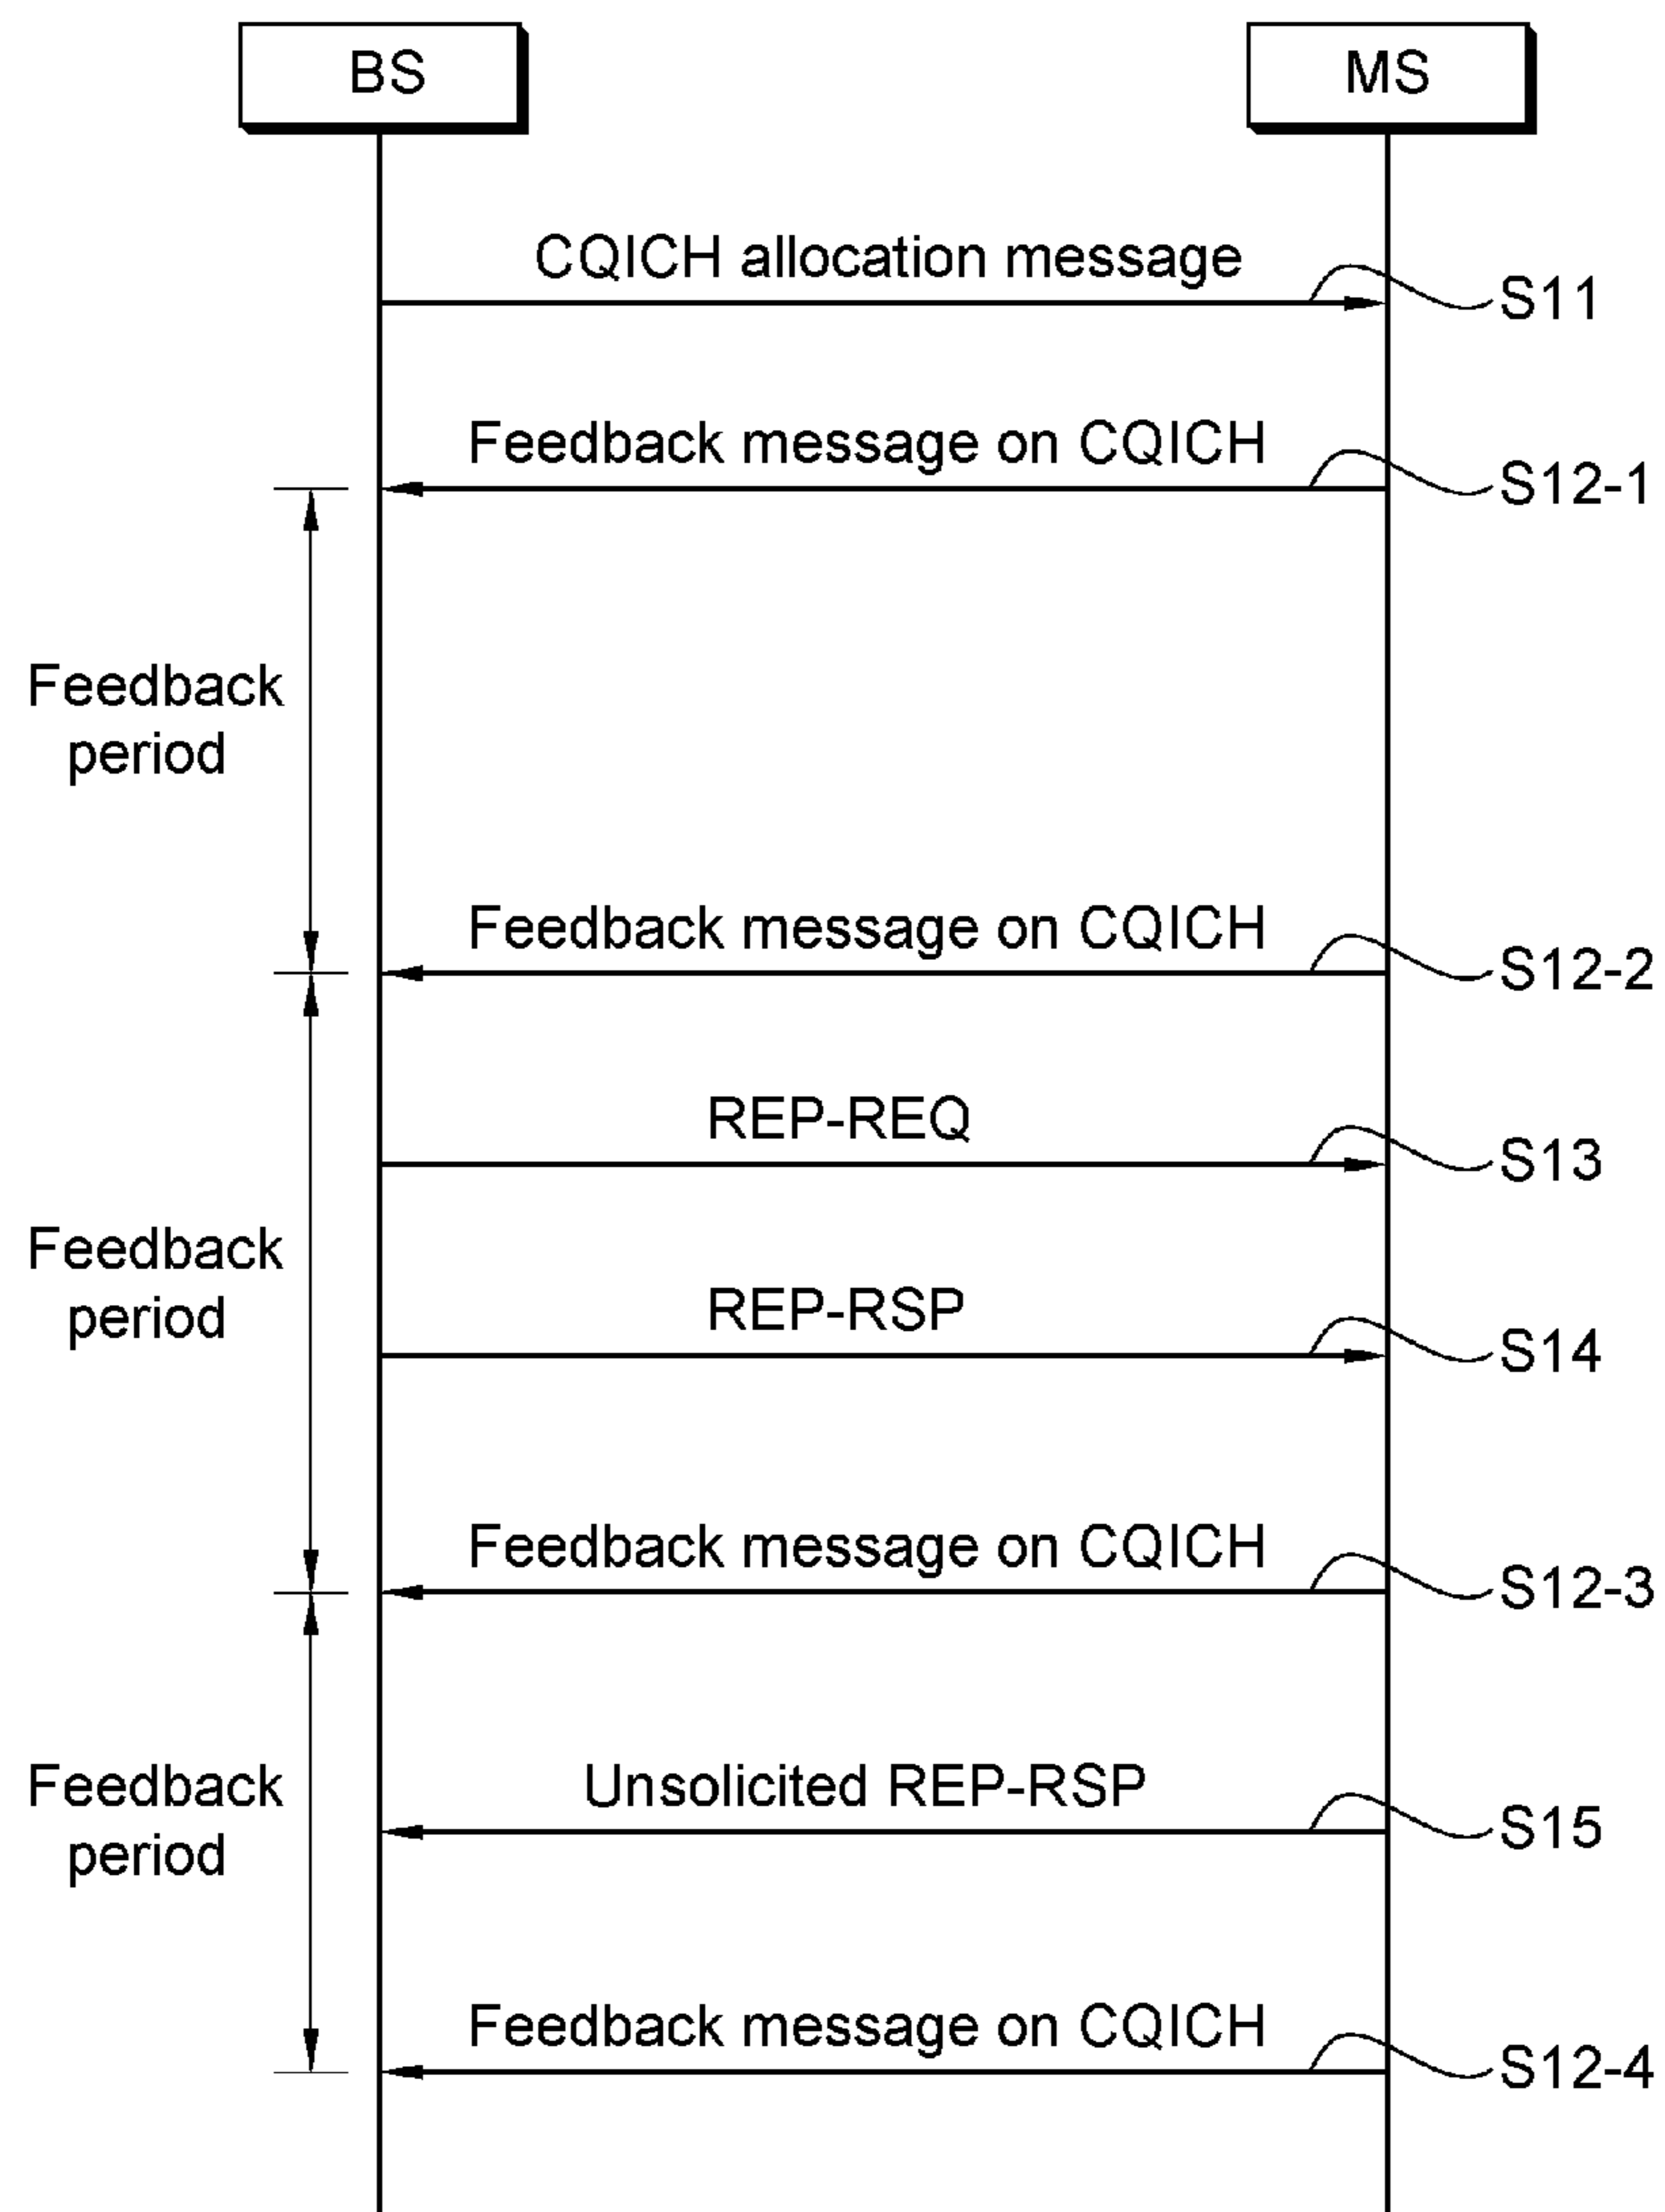 BS
MS
CQICH allocation message
S11
Feedback message on CQICH
S12-1
Feedback
period
Feedback message on CQICH
S12-2
REP-REQ
S13
Feedback
period
REP-RSP
S14
Feedback message on CQICH
S12-3
Feedback
period
Unsolicited REP-RSP
S15
Feedback message on CQICH
S12-4